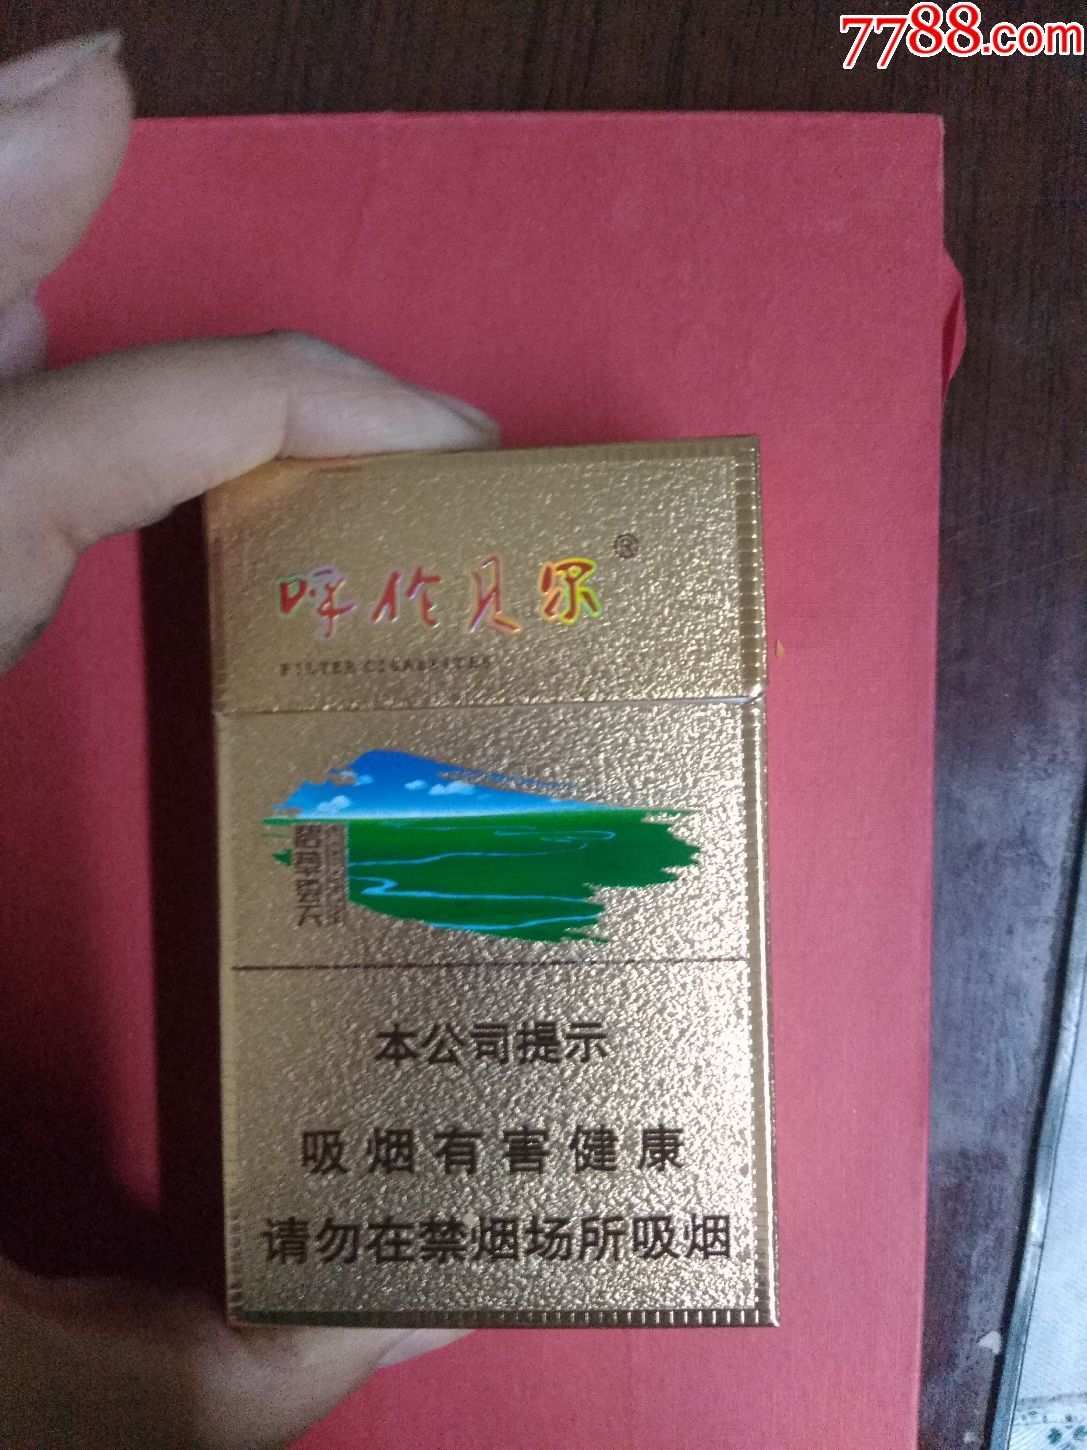 7788.com
呼伦贝尔®
FILTER CIGARETTES
本公司提示
吸烟有害健康
请勿在禁烟场所吸烟